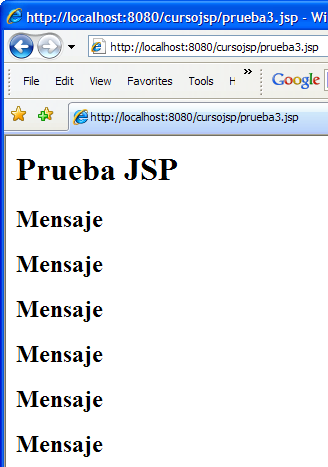 http://localhost:8080/cursojsp/prueba3.jsp - Wi
http://localhost:8080/cursojsp/prueba3.jsp
File Edit View Favorites Tools H »
Google
http://localhost:8080/cursojsp/prueba3.jsp
Prueba JSP
Mensaje
Mensaje
Mensaje
Mensaje
Mensaje
Mensaje